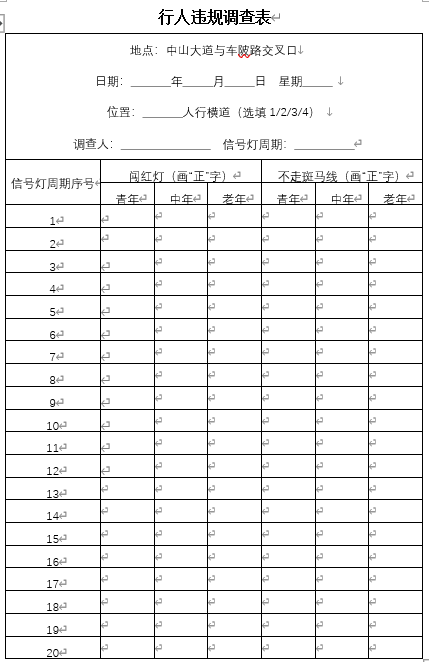 行人违规调查表
地点：中山大道与车陂路交叉口
日期：_______年_____月_____日　星期_____
位置：_______人行横道（选填 1/2/3/4）
调查人：_______________　信号灯周期：__________
信号灯周期序号 闯红灯（画“正”字） 不走斑马线（画“正”字）
青年 中年 老年 青年 中年 老年
1
2
3
4
5
6
7
8
9
10
11
12
13
14
15
16
17
18
19
20